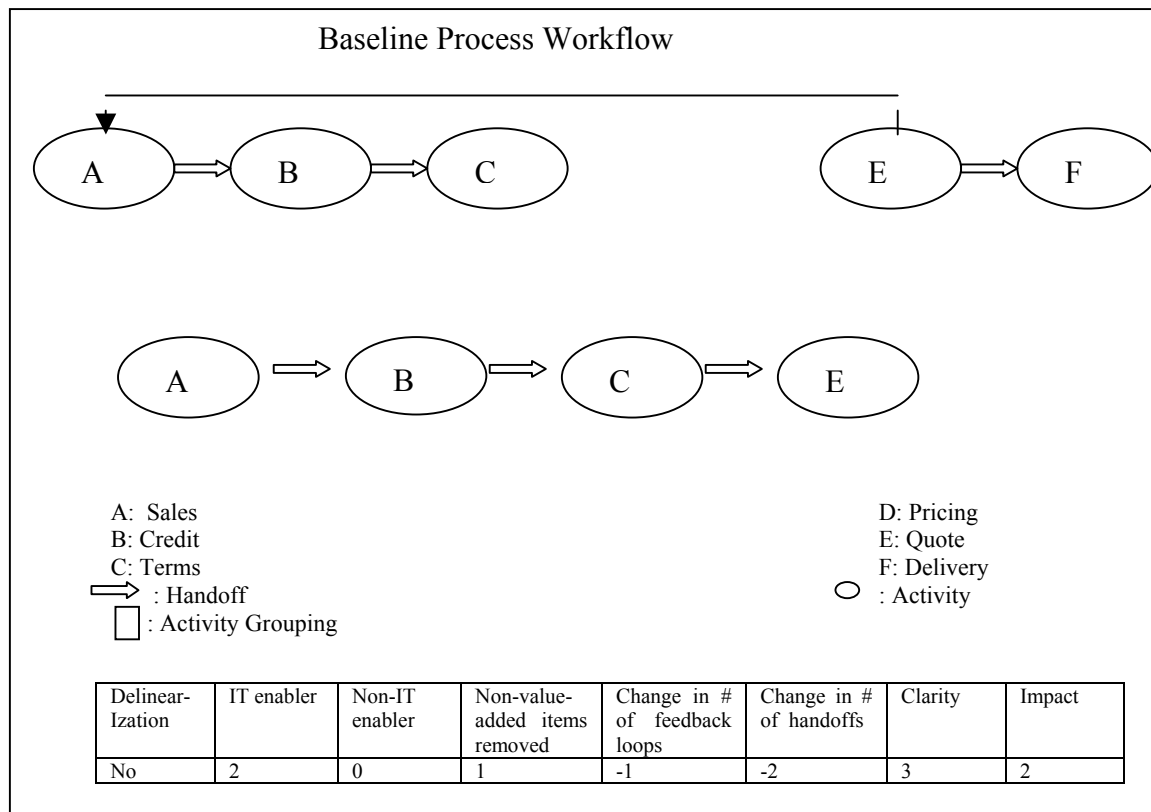 Baseline Process Workflow
A
B
C
E
F
A
B
C
E
A: Sales
B: Credit
C: Terms
: Handoff
: Activity Grouping
D: Pricing
E: Quote
F: Delivery
: Activity
Delinear-
Ization
IT enabler
Non-IT
enabler
Non-value-
added items
removed
Change in #
of feedback
loops
Change in #
of handoffs
Clarity
Impact
No
2
0
1
-1
-2
3
2